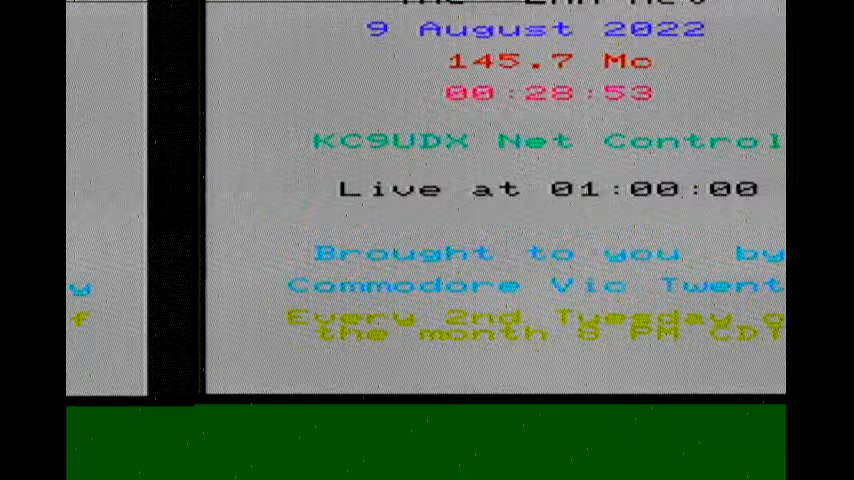 9 August 2022
145.7 Mc
00:28:53
KC9UDX Net Control
Live at 01:00:00
Brought to you by
Commodore Vic Twent
y
Every 2nd Tuesday o
f
the month 8 PM CDT